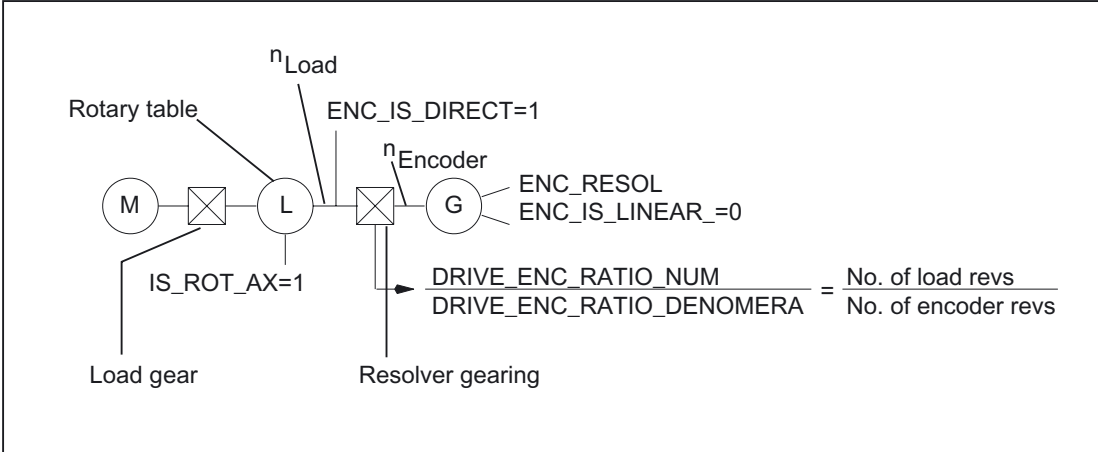 nLoad
Rotary table
ENC_IS_DIRECT=1
nEncoder
M
L
G
ENC_RESOL
ENC_IS_LINEAR_=0
IS_ROT_AX=1
DRIVE_ENC_RATIO_NUM
DRIVE_ENC_RATIO_DENOMERA
=
No. of load revs
No. of encoder revs
Load gear
Resolver gearing